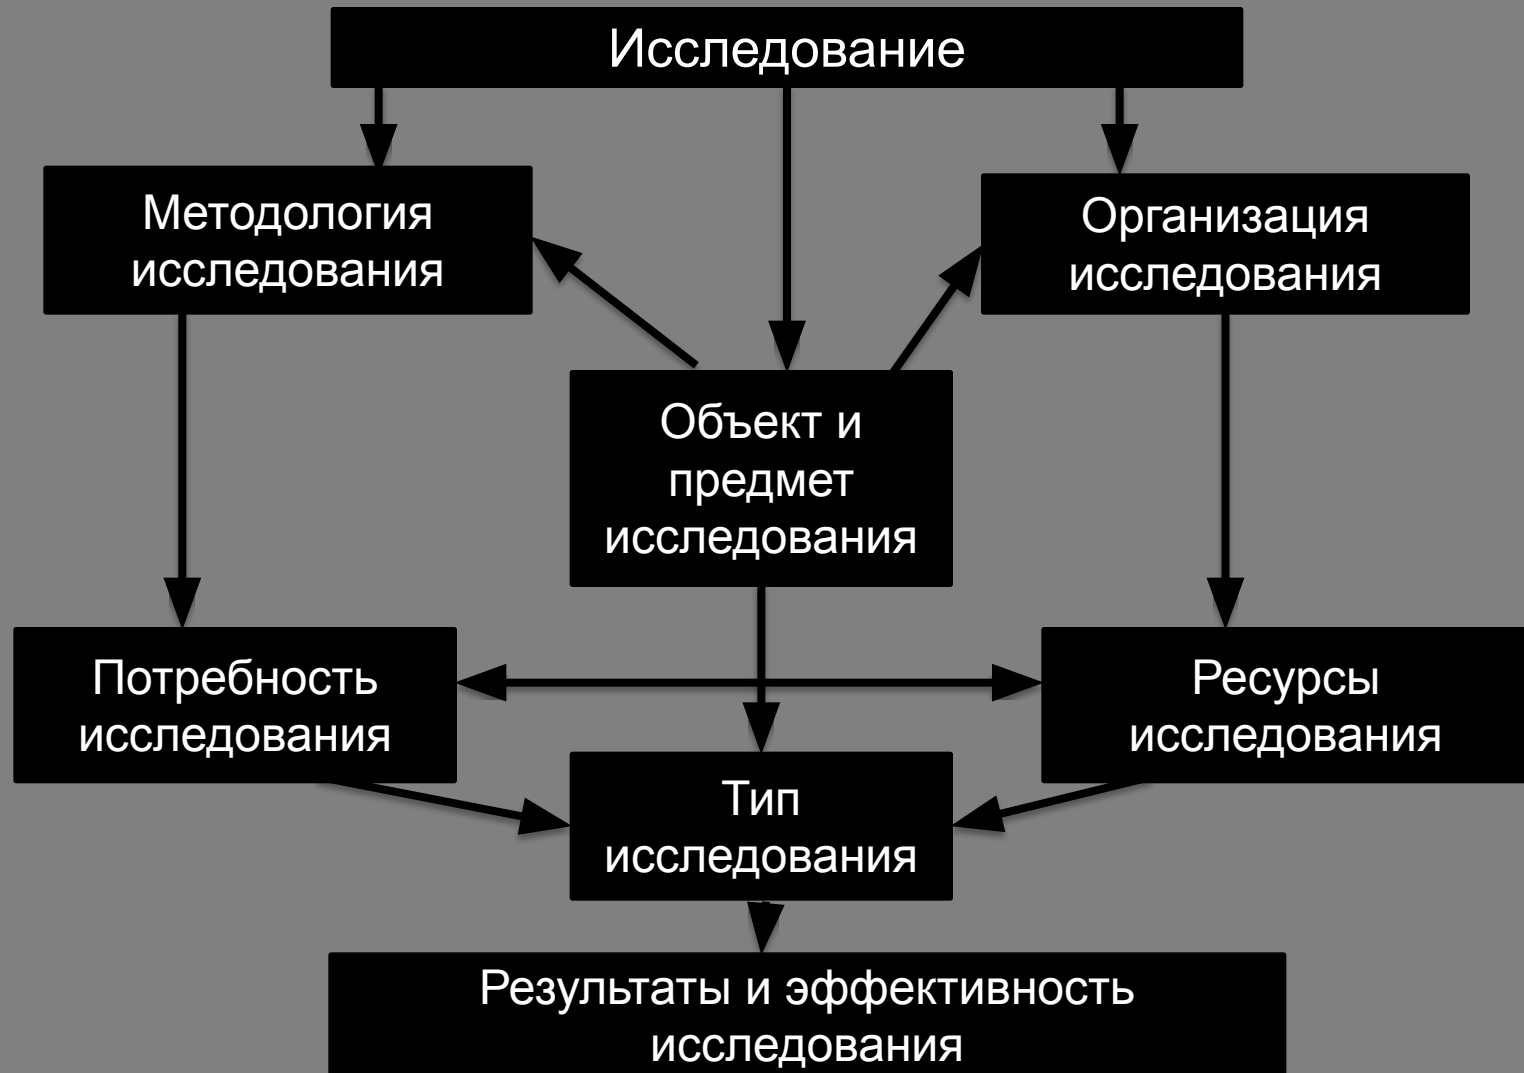 Исследование
Методология
исследования
Организация
исследования
Объект и
предмет
исследования
Потребность
исследования
Ресурсы
исследования
Тип
исследования
Результаты и эффективность
исследования